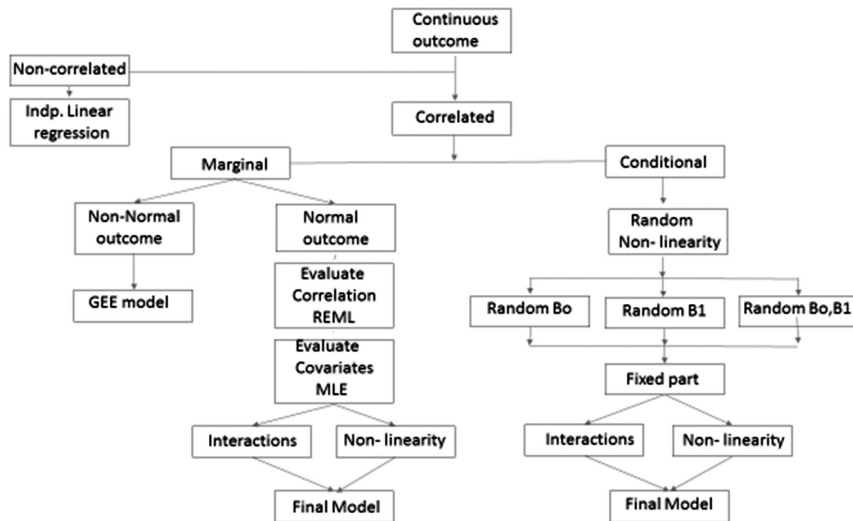 Continuous
outcome
Non-correlated
Indp. Linear
regression
Correlated
Marginal
Conditional
Non-Normal
outcome
Normal
outcome
Random
Non- linearity
GEE model
Evaluate
Correlation
REML
Random Bo
Random B1
Random Bo,B1
Evaluate
Covariates
MLE
Fixed part
Interactions
Non- linearity
Interactions
Non- linearity
Final Model
Final Model